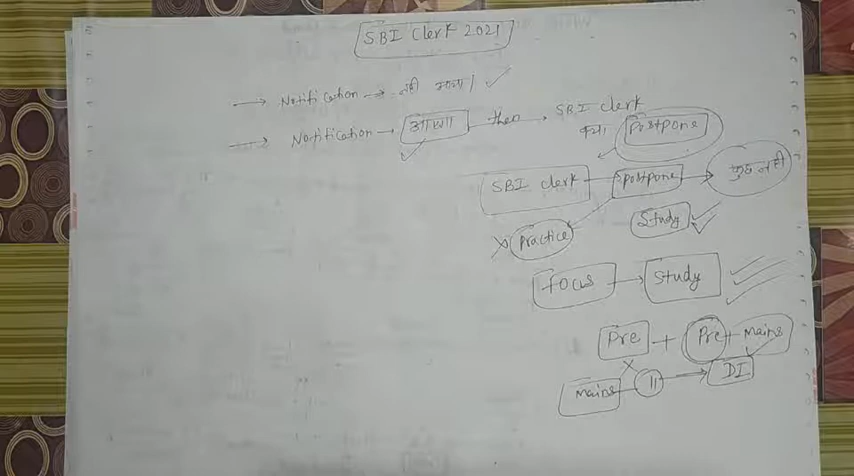 SBI Clerk 2021
→ Notification → नही आया। ✓
→ Notification → आया then → SBI clerk
क्या Postpone
SBI clerk → Postpone → कुछ नही
Study ✓
× Practice
focus → Study
Pre + Pre + Mains
Mains 11 → DI